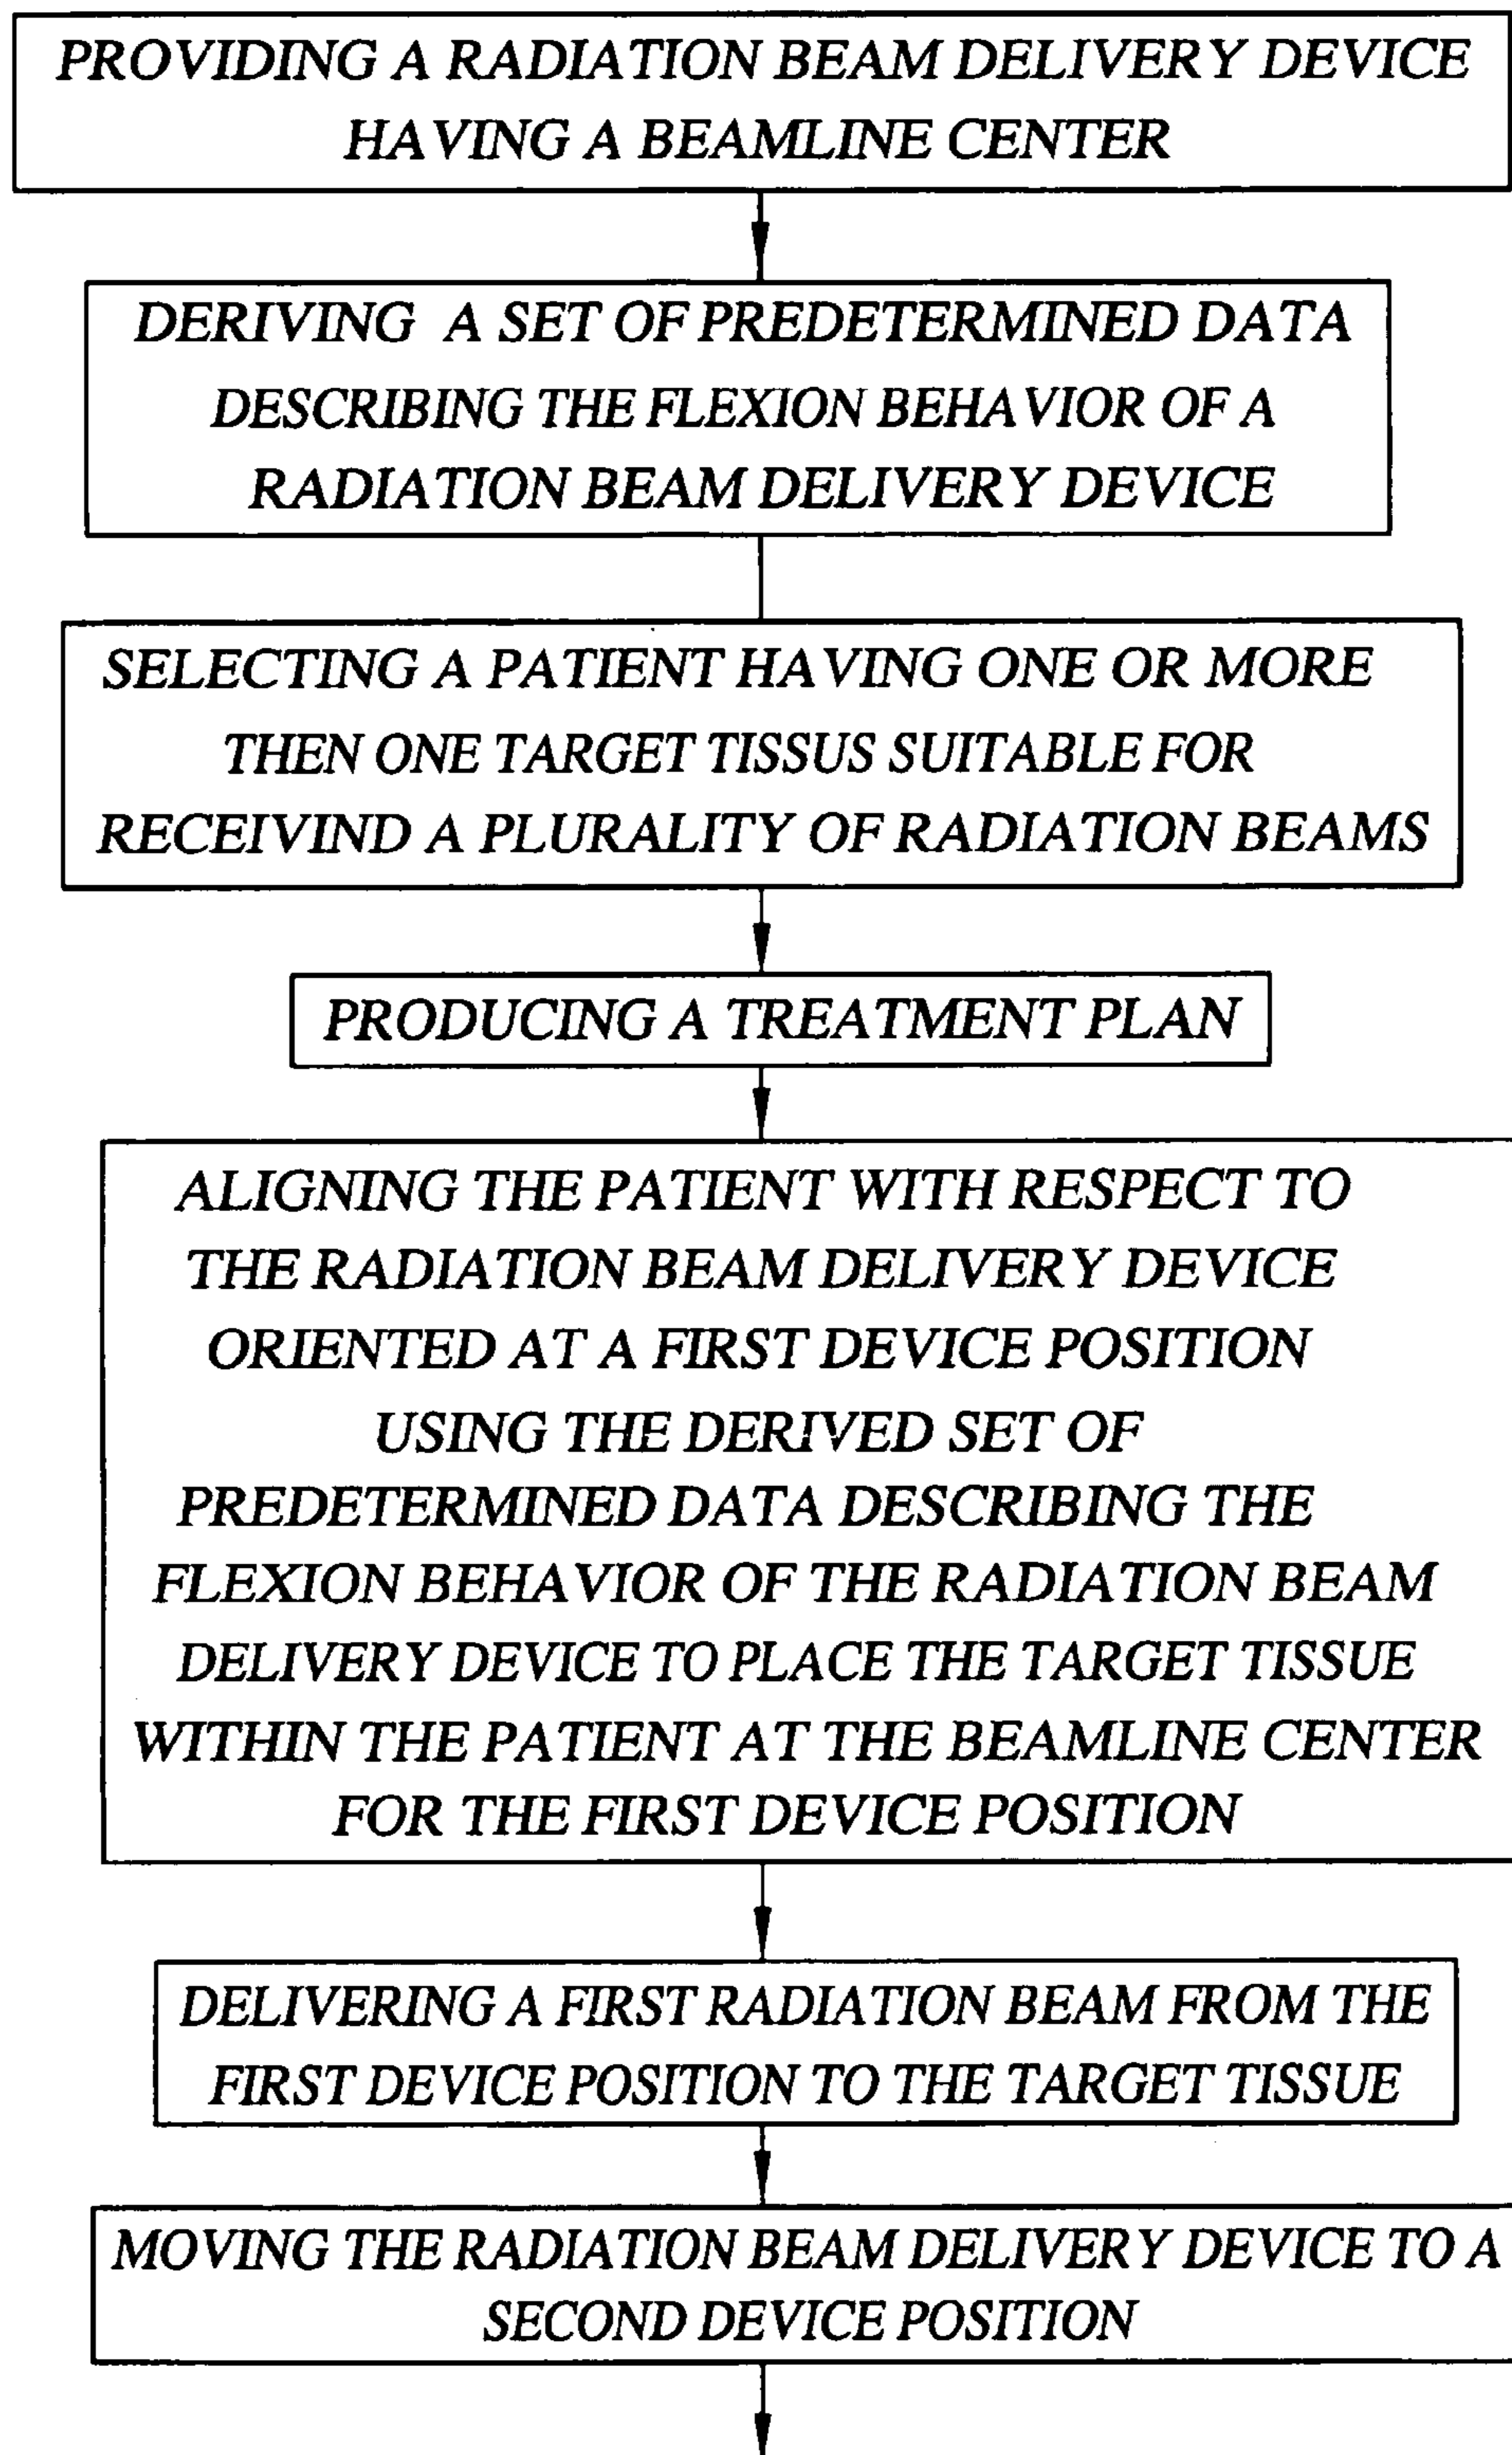 PROVIDING A RADIATION BEAM DELIVERY DEVICE
HAVING A BEAMLINE CENTER
DERIVING A SET OF PREDETERMINED DATA
DESCRIBING THE FLEXION BEHAVIOR OF A
RADIATION BEAM DELIVERY DEVICE
SELECTING A PATIENT HAVING ONE OR MORE
THEN ONE TARGET TISSUS SUITABLE FOR
RECEIVIND A PLURALITY OF RADIATION BEAMS
PRODUCING A TREATMENT PLAN
ALIGNING THE PATIENT WITH RESPECT TO
THE RADIATION BEAM DELIVERY DEVICE
ORIENTED AT A FIRST DEVICE POSITION
USING THE DERIVED SET OF
PREDETERMINED DATA DESCRIBING THE
FLEXION BEHAVIOR OF THE RADIATION BEAM
DELIVERY DEVICE TO PLACE THE TARGET TISSUE
WITHIN THE PATIENT AT THE BEAMLINE CENTER
FOR THE FIRST DEVICE POSITION
DELIVERING A FIRST RADIATION BEAM FROM THE
FIRST DEVICE POSITION TO THE TARGET TISSUE
MOVING THE RADIATION BEAM DELIVERY DEVICE TO A
SECOND DEVICE POSITION